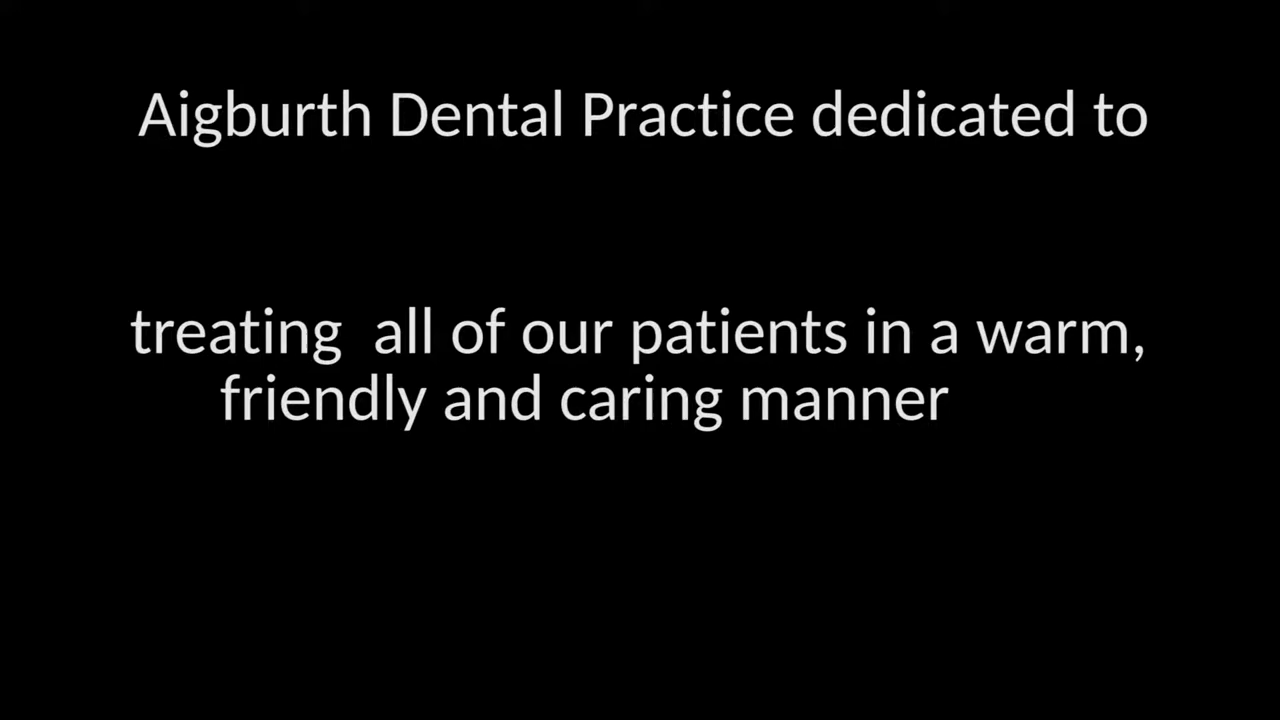 Aigburth Dental Practice dedicated to
treating  all of our patients in a warm,
friendly and caring manner